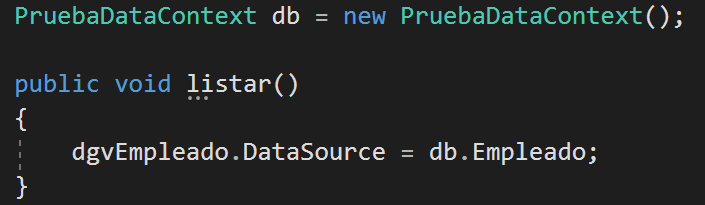 PruebaDataContext db = new PruebaDataContext();
public void listar()
{
dgvEmpleado.DataSource = db.Empleado;
}